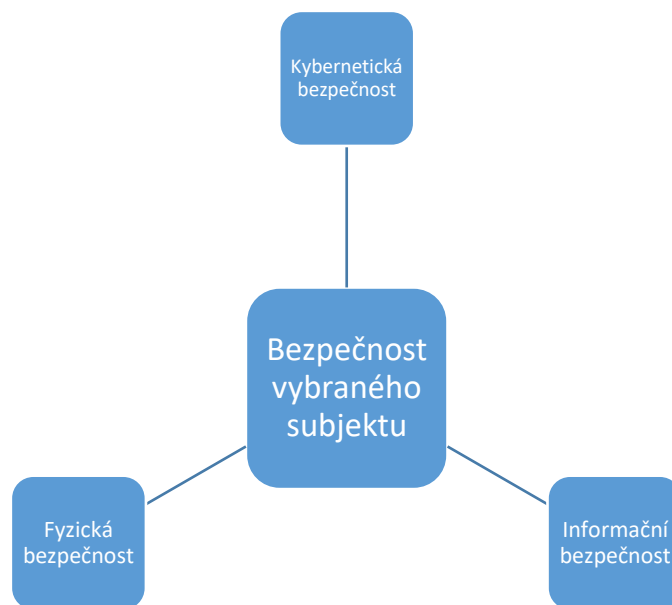 Kybernetická
bezpečnost
Bezpečnost
vybraného
subjektu
Fyzická
bezpečnost
Informační
bezpečnost